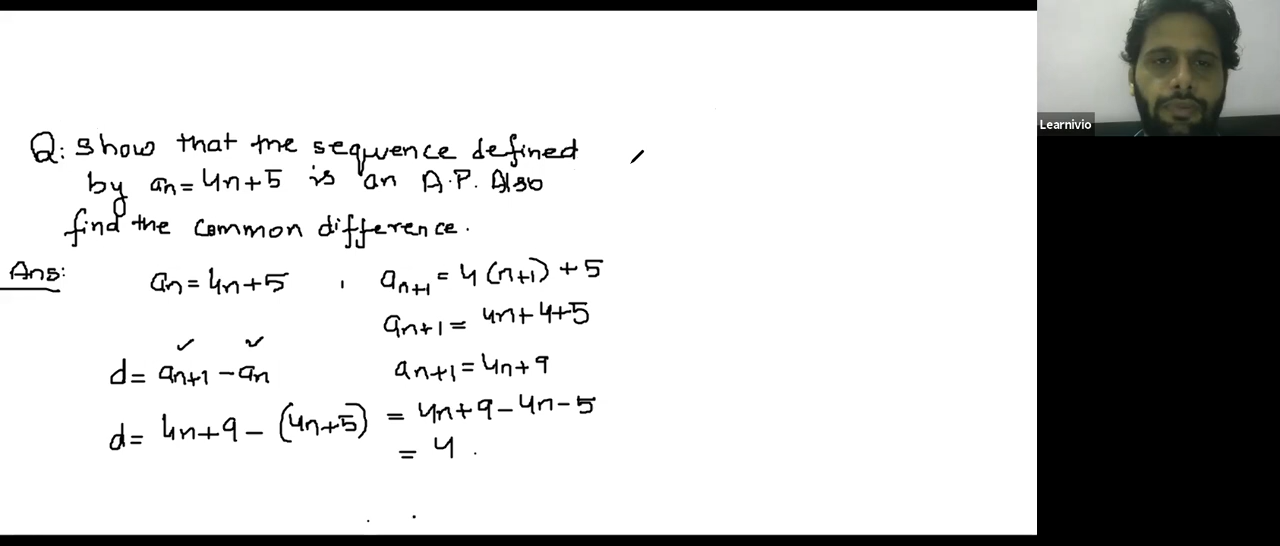 Q: Show that the sequence defined
by an = 4n+5 is an A.P. Also
find the common difference.
Ans:
an = 4n+5 , an+1 = 4(n+1) +5
an+1 = 4n+4+5
d = an+1 - an
an+1 = 4n+9
d = 4n+9 - (4n+5) = 4n+9-4n-5
= 4
Learnivio